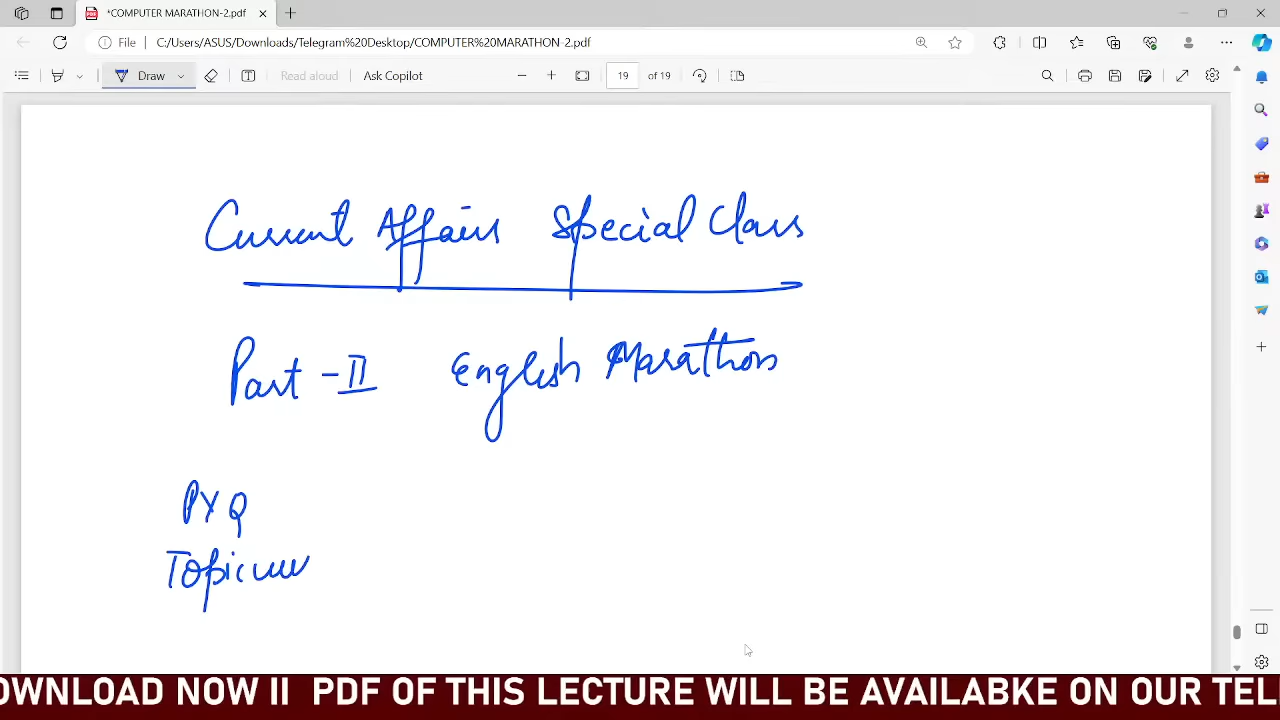 *COMPUTER MARATHON-2.pdf
File C:/Users/ASUS/Downloads/Telegram%20Desktop/COMPUTER%20MARATHON-2.pdf
Draw Read aloud Ask Copilot 19 of 19
Current Affairs Special Class
Part - II English Marathon
PYQ
OWNLOAD NOW II PDF OF THIS LECTURE WILL BE AVAILABKE ON OUR TEL